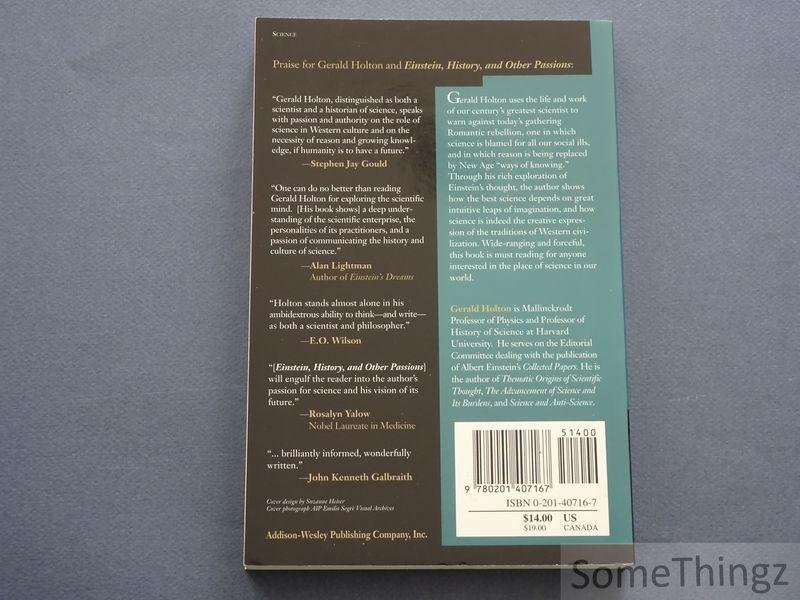 SCIENCE
Praise for Gerald Holton and Einstein, History, and Other Passions:
"Gerald Holton, distinguished as both a
scientist and a historian of science, speaks
with passion and authority on the role of
science in Western culture and on the
necessity of reason and growing knowl-
edge, if humanity is to have a future."
—Stephen Jay Gould
"One can do no better than reading
Gerald Holton for exploring the scientific
mind. [His book shows] a deep under-
standing of the scientific enterprise, the
personalities of its practitioners, and a
passion of communicating the history and
culture of science."
—Alan Lightman
Author of Einstein's Dreams
"Holton stands almost alone in his
ambidextrous ability to think—and write—
as both a scientist and philosopher."
—E.O. Wilson
"[Einstein, History, and Other Passions]
will engulf the reader into the author's
passion for science and his vision of its
future."
—Rosalyn Yalow
Nobel Laureate in Medicine
"... brilliantly informed, wonderfully
written."
—John Kenneth Galbraith
Cover design by Suzanne Heiser
Cover photograph AIP Emilio Segrè Visual Archives
Addison-Wesley Publishing Company, Inc.
Gerald Holton uses the life and work
of our century's greatest scientist to
warn against today's gathering
Romantic rebellion, one in which
science is blamed for all our social ills,
and in which reason is being replaced
by New Age "ways of knowing."
Through his rich exploration of
Einstein's thought, the author shows
how the best science depends on great
intuitive leaps of imagination, and how
science is indeed the creative expres-
sion of the traditions of Western civi-
lization. Wide-ranging and forceful,
this book is must reading for anyone
interested in the place of science in our
world.
Gerald Holton is Mallinckrodt
Professor of Physics and Professor of
History of Science at Harvard
University. He serves on the Editorial
Committee dealing with the publication
of Albert Einstein's Collected Papers. He is
the author of Thematic Origins of Scientific
Thought, The Advancement of Science and
Its Burdens, and Science and Anti-Science.
51400
9 780201 407167
ISBN 0-201-40716-7
$14.00 US
$19.00 CANADA
SomeThingz